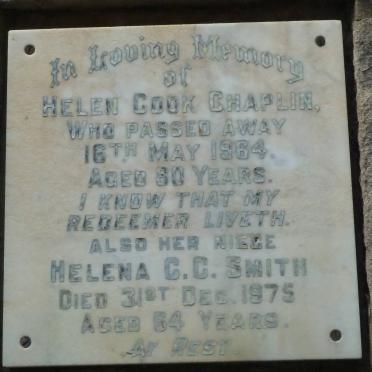 In Loving Memory
of
HELEN COOK CHAPLIN,
WHO PASSED AWAY
16TH MAY 1964.
AGED 80 YEARS.
I KNOW THAT MY
REDEEMER LIVETH.
ALSO HER NIECE
HELENA C. C. SMITH
DIED 31ST DEC. 1975
AGED 64 YEARS.
AT REST.